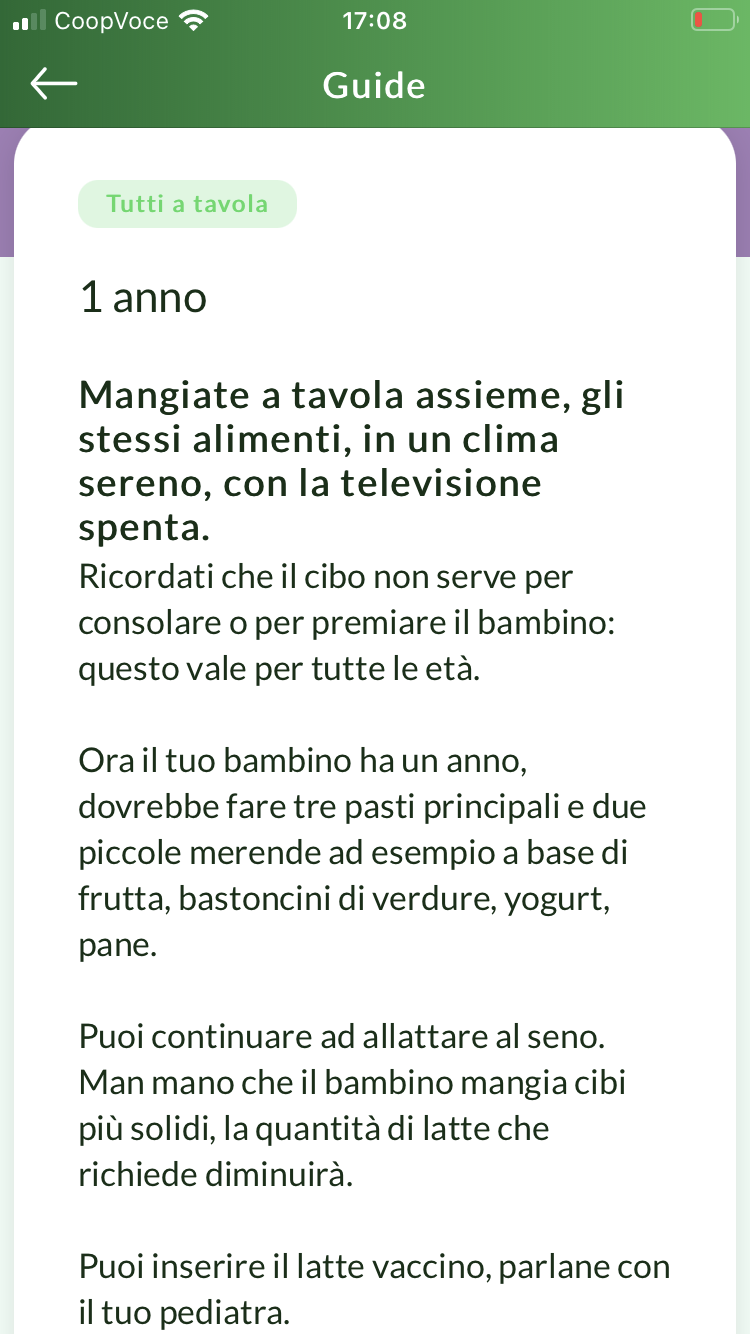 CoopVoce 17:08
Guide
Tutti a tavola
1 anno
Mangiate a tavola assieme, gli
stessi alimenti, in un clima
sereno, con la televisione
spenta.
Ricordati che il cibo non serve per
consolare o per premiare il bambino:
questo vale per tutte le età.
Ora il tuo bambino ha un anno,
dovrebbe fare tre pasti principali e due
piccole merende ad esempio a base di
frutta, bastoncini di verdure, yogurt,
pane.
Puoi continuare ad allattare al seno.
Man mano che il bambino mangia cibi
più solidi, la quantità di latte che
richiede diminuirà.
Puoi inserire il latte vaccino, parlane con
il tuo pediatra.